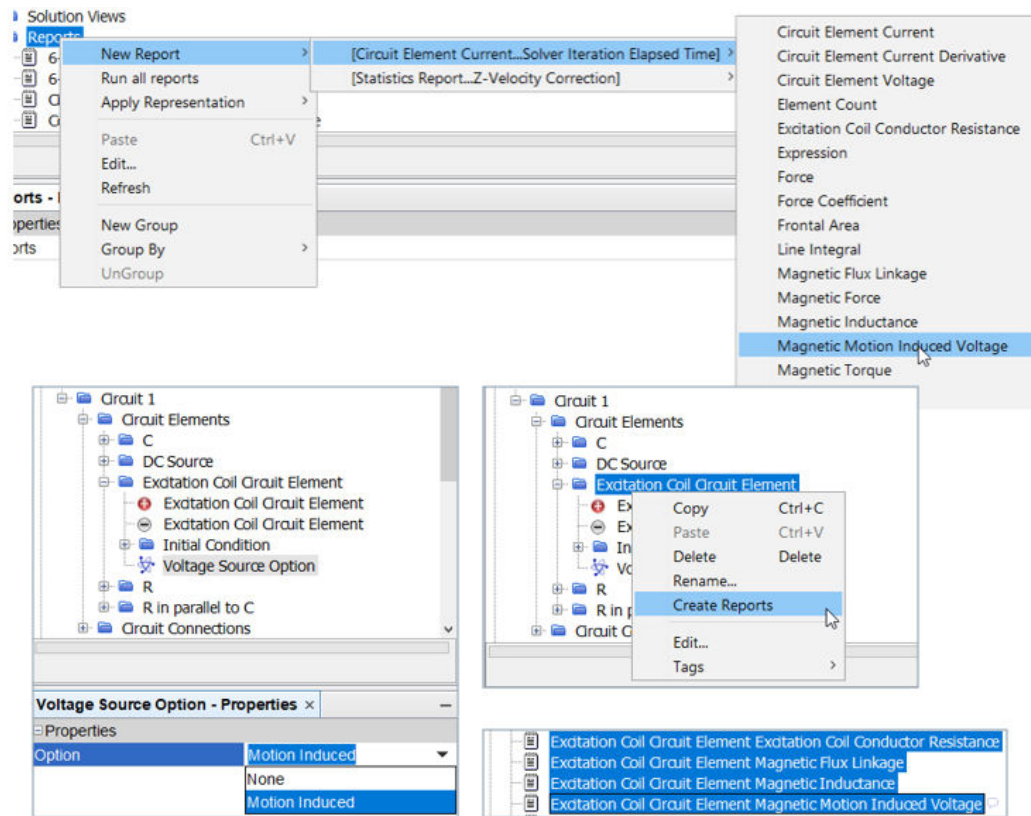 Solution Views
Reports
New Report
[Circuit Element Current...Solver Iteration Elapsed Time]
Run all reports
[Statistics Report...Z-Velocity Correction]
Apply Representation
Paste Ctrl+V
Edit...
Refresh
New Group
Group By
UnGroup
6-
6-
Circuit Element Current
Circuit Element Current Derivative
Circuit Element Voltage
Element Count
Excitation Coil Conductor Resistance
Expression
Force
Force Coefficient
Frontal Area
Line Integral
Magnetic Flux Linkage
Magnetic Force
Magnetic Inductance
Magnetic Motion Induced Voltage
Magnetic Torque
Circuit 1
Circuit Elements
C
DC Source
Excitation Coil Circuit Element
Excitation Coil Circuit Element
Excitation Coil Circuit Element
Initial Condition
Voltage Source Option
R
R in parallel to C
Circuit Connections
Voltage Source Option - Properties ×
Properties
Option Motion Induced
None
Motion Induced
Circuit 1
Circuit Elements
C
DC Source
Excitation Coil Circuit Element
R
R in p
Copy Ctrl+C
Paste Ctrl+V
Delete Delete
Rename...
Create Reports
Edit...
Tags
Excitation Coil Circuit Element Excitation Coil Conductor Resistance
Excitation Coil Circuit Element Magnetic Flux Linkage
Excitation Coil Circuit Element Magnetic Inductance
Excitation Coil Circuit Element Magnetic Motion Induced Voltage